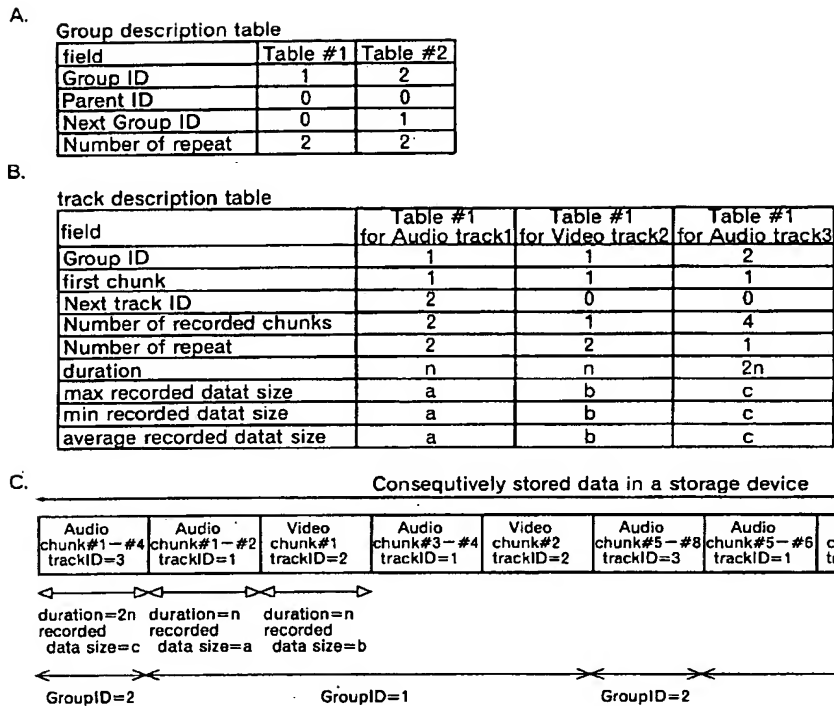 A.
Group description table
field Table #1 Table #2
Group ID 1 2
Parent ID 0 0
Next Group ID 0 1
Number of repeat 2 2
B.
track description table
field Table #1 for Audio track1 Table #1 for Video track2 Table #1 for Audio track3
Group ID 1 1 2
first chunk 1 1 1
Next track ID 2 0 0
Number of recorded chunks 2 1 4
Number of repeat 2 2 1
duration n n 2n
max recorded datat size a b c
min recorded datat size a b c
average recorded datat size a b c
C.
Consequtively stored data in a storage device
Audio Audio Video Audio Video Audio Audio
chunk#1-#4 chunk#1-#2 chunk#1 chunk#3-#4 chunk#2 chunk#5-#8 chunk#5-#6
trackID=3 trackID=1 trackID=2 trackID=1 trackID=2 trackID=3 trackID=1
duration=2n duration=n duration=n
recorded recorded recorded
data size=c data size=a data size=b
GroupID=2 GroupID=1 GroupID=2